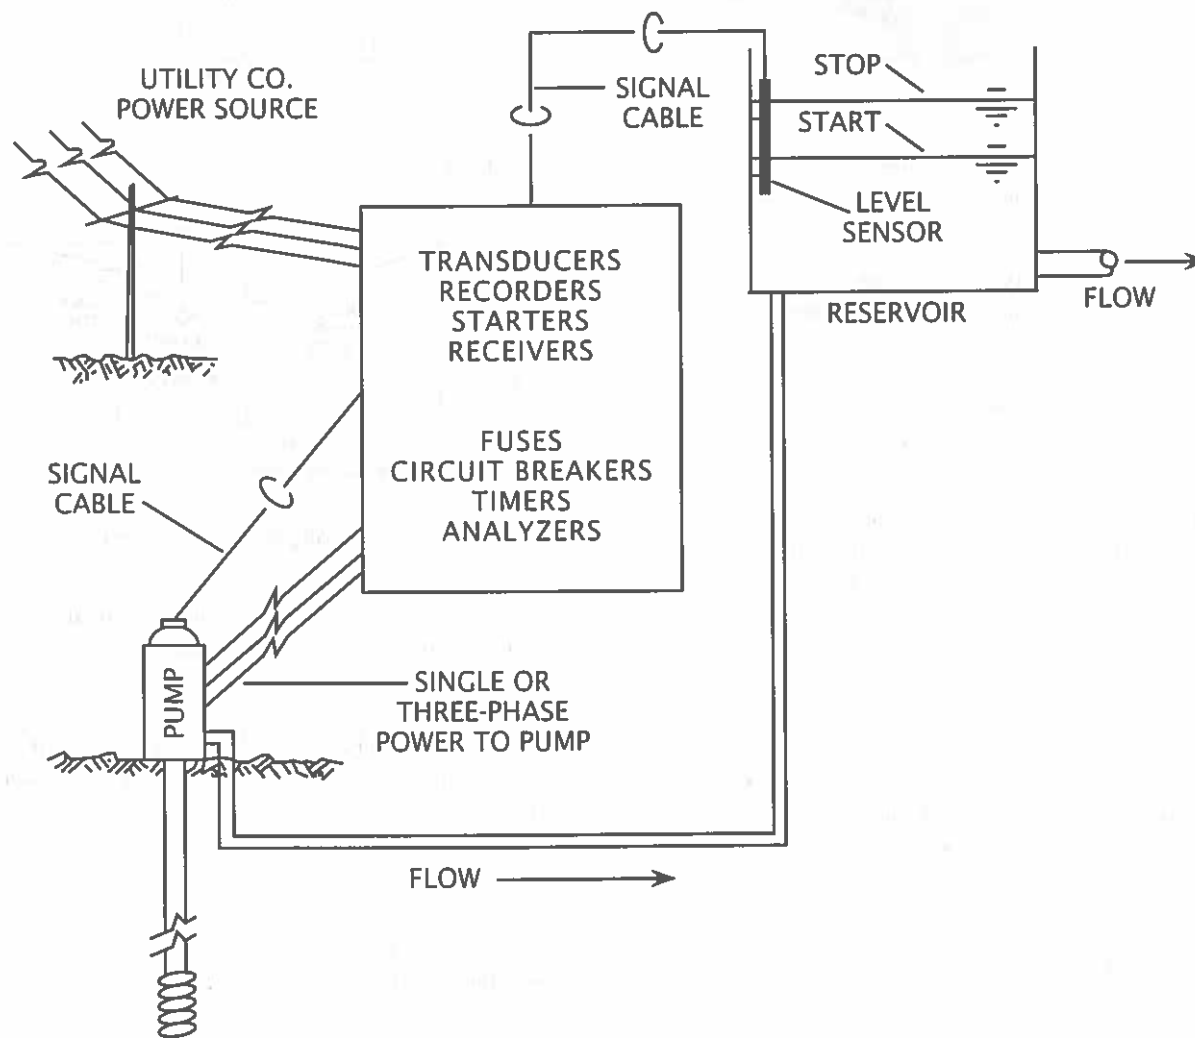 UTILITY CO.
POWER SOURCE
SIGNAL
CABLE
STOP
START
LEVEL
SENSOR
FLOW
RESERVOIR
TRANSDUCERS
RECORDERS
STARTERS
RECEIVERS
FUSES
CIRCUIT BREAKERS
TIMERS
ANALYZERS
SIGNAL
CABLE
PUMP
SINGLE OR
THREE-PHASE
POWER TO PUMP
FLOW